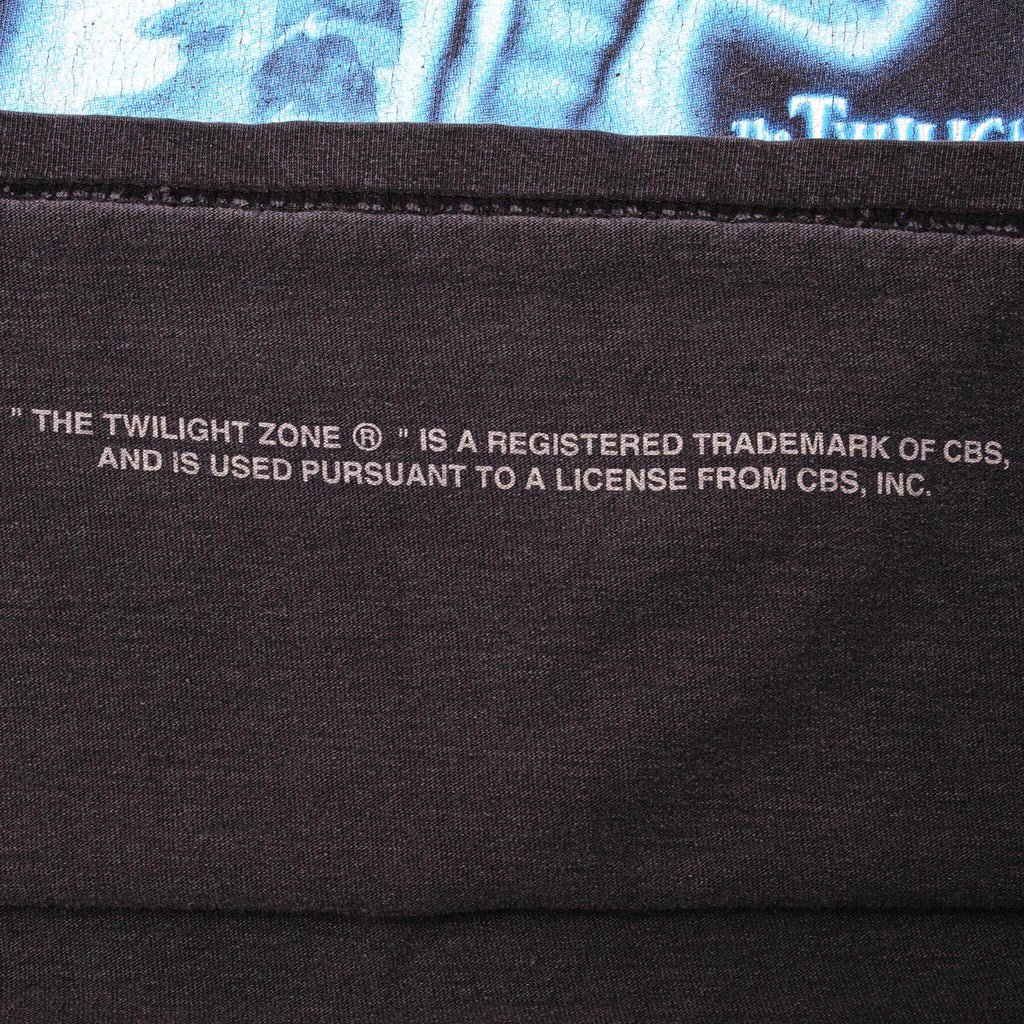 The TWILIGH
" THE TWILIGHT ZONE ® " IS A REGISTERED TRADEMARK OF CBS,
AND IS USED PURSUANT TO A LICENSE FROM CBS, INC.